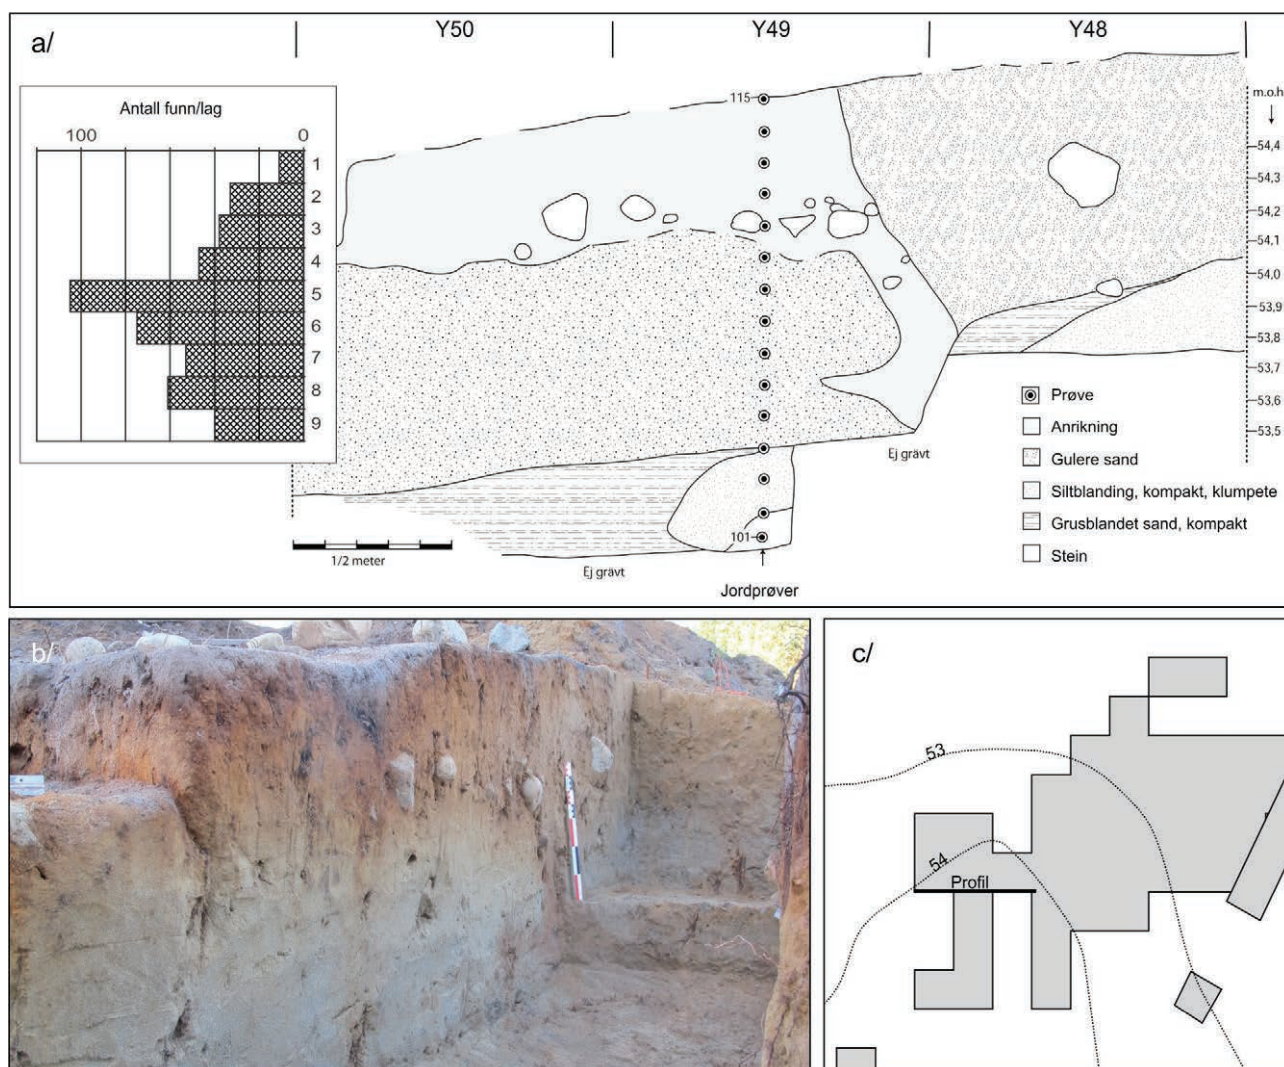 a/
Y50
Y49
Y48
Antall funn/lag
100
0
1
2
3
4
5
6
7
8
9
115
m.o.h
54,4
54,3
54,2
54,1
54,0
53,9
53,8
53,7
53,6
53,5
Prøve
Anrikning
Gulere sand
Siltblanding, kompakt, klumpete
Grusblandet sand, kompakt
Stein
Ej grävt
101
1/2 meter
Ej grävt
Jordprøver
b/
c/
53
54
Profil